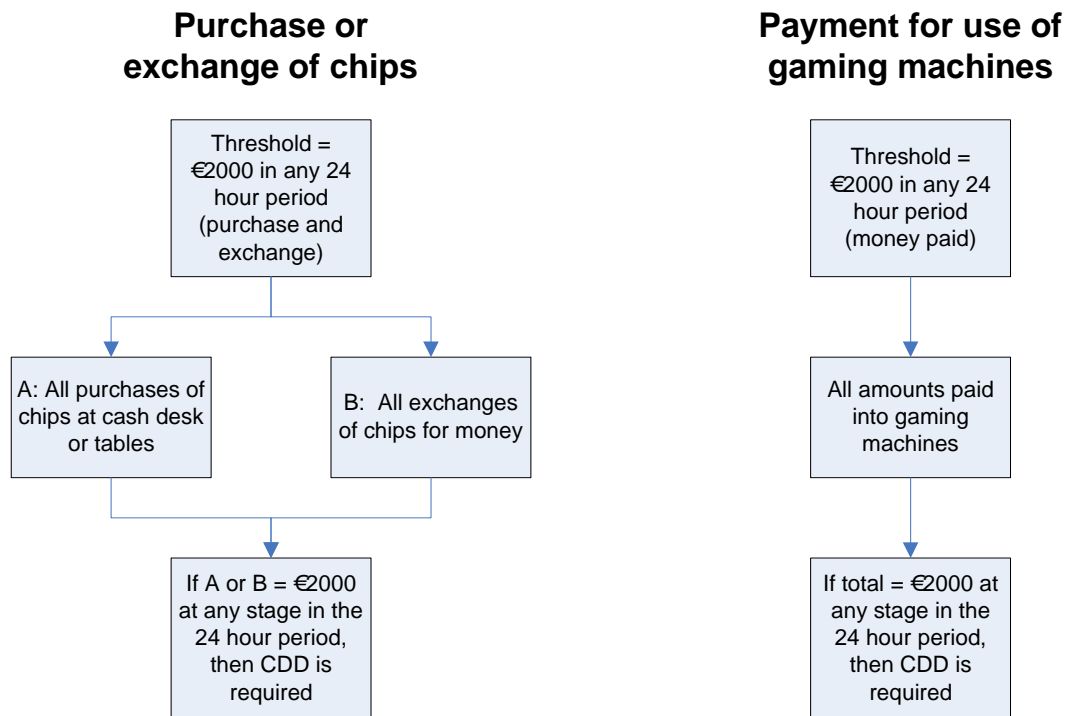 Purchase or
exchange of chips
Threshold =
€2000 in any 24
hour period
(purchase and
exchange)
A: All purchases of
chips at cash desk
or tables
B:  All exchanges
of chips for money
If A or B = €2000
at any stage in the
24 hour period,
then CDD is
required
Payment for use of
gaming machines
Threshold =
€2000 in any 24
hour period
(money paid)
All amounts paid
into gaming
machines
If total = €2000 at
any stage in the
24 hour period,
then CDD is
required